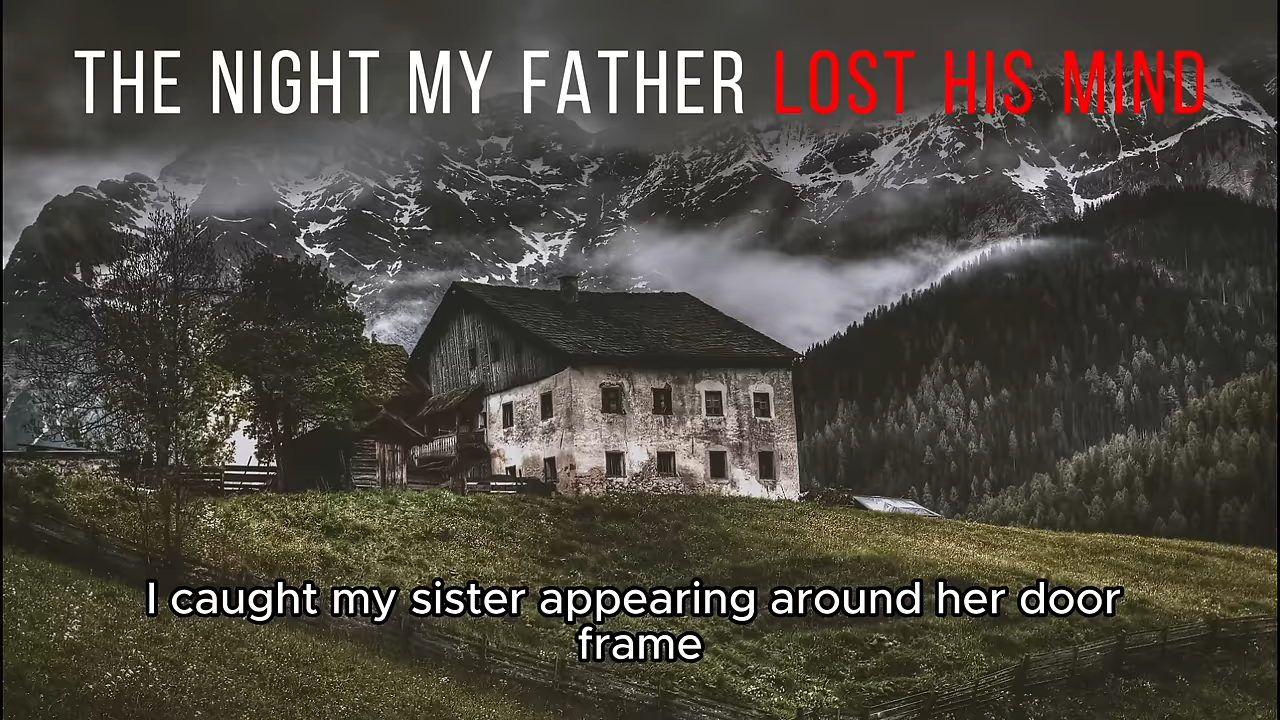 THE NIGHT MY FATHER LOST HIS MIND
I caught my sister appearing around her door
frame